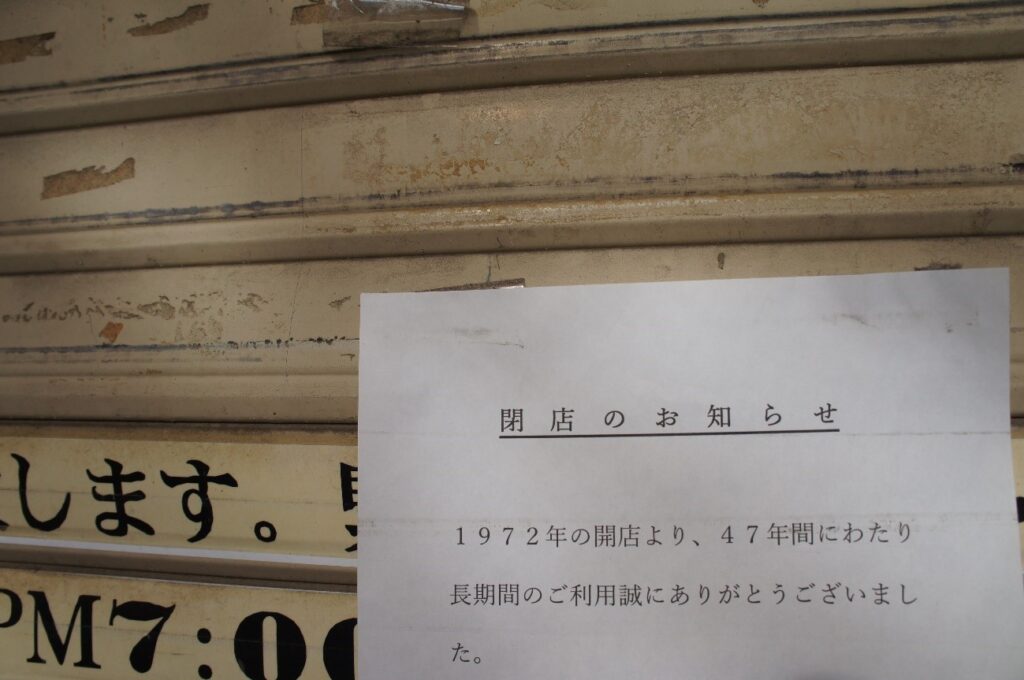 閉店のお知らせ
１９７２年の開店より、４７年間にわたり
長期間のご利用誠にありがとうございまし
た。
します。
PM7:00